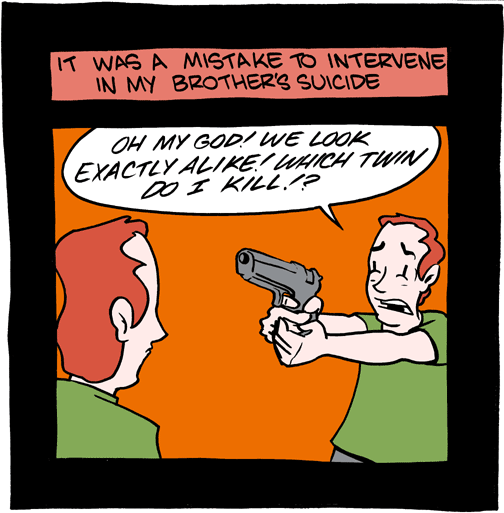 IT WAS A MISTAKE TO INTERVENE
IN MY BROTHER'S SUICIDE
OH MY GOD! WE LOOK
EXACTLY ALIKE! WHICH TWIN
DO I KILL!?